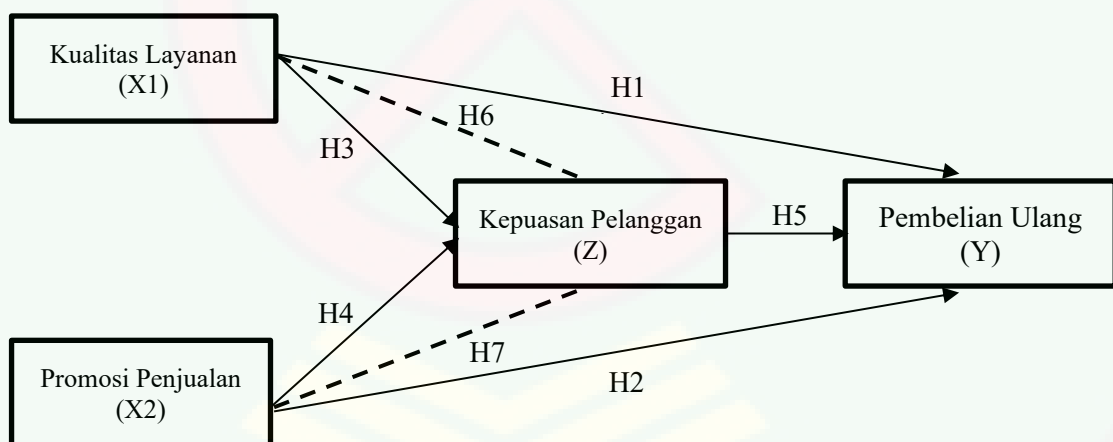 Kualitas Layanan
(X1)
H1
H6
H3
Kepuasan Pelanggan
(Z)
H5
Pembelian Ulang
(Y)
H4
H7
H2
Promosi Penjualan
(X2)